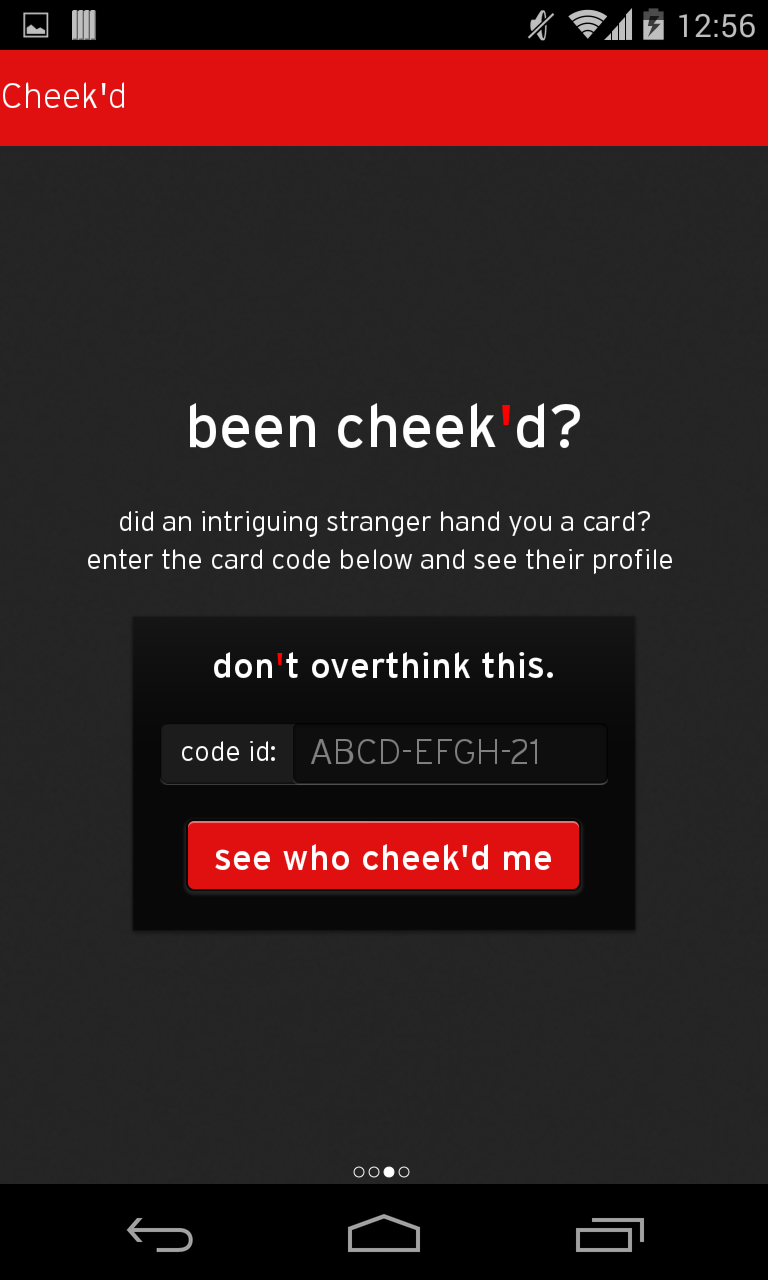 12:56
Cheek'd
been cheek'd?
did an intriguing stranger hand you a card?
enter the card code below and see their profile
don't overthink this.
code id: ABCD-EFGH-21
see who cheek'd me